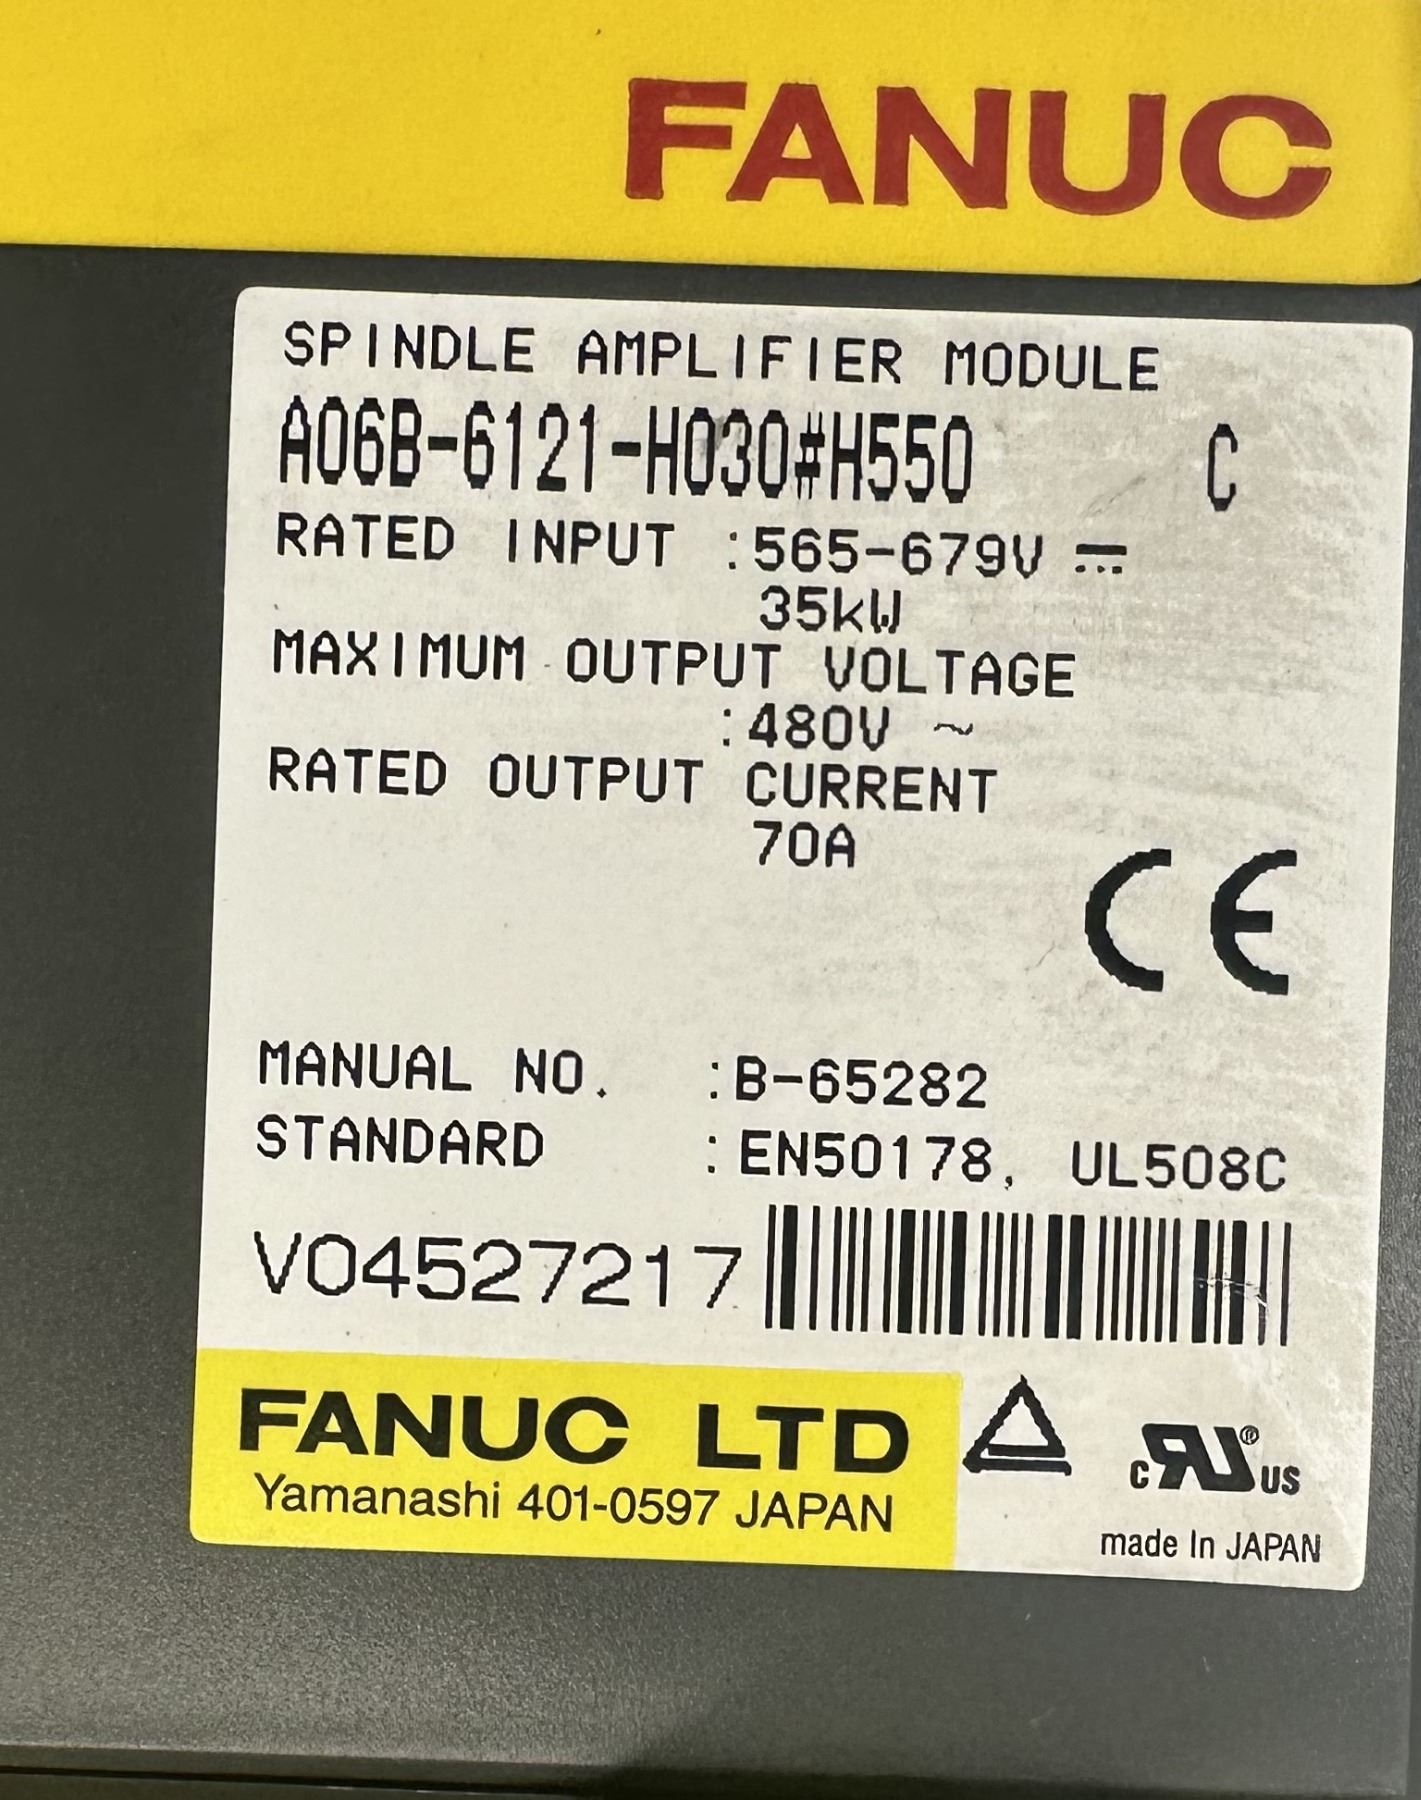 FANUC
SPINDLE AMPLIFIER MODULE
A06B-6121-H030#H550 C
RATED INPUT :565-679V ⎓
35kW
MAXIMUM OUTPUT VOLTAGE
:480V ~
RATED OUTPUT CURRENT
70A
CE
MANUAL NO. :B-65282
STANDARD :EN50178, UL508C
V04527217
FANUC LTD
Yamanashi 401-0597 JAPAN
c RU ® US
made In JAPAN